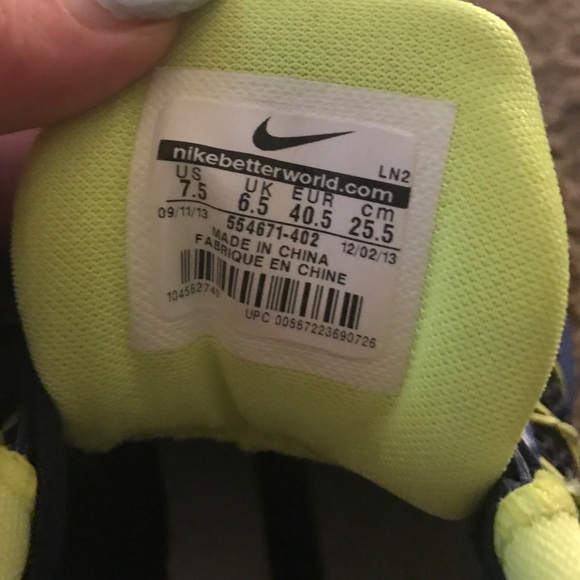 nikebetterworld.com
LN2
US UK EUR cm
7.5 6.5 40.5 25.5
09/11/13 554671-402 12/02/13
MADE IN CHINA
FABRIQUE EN CHINE
UPC 00887223690726